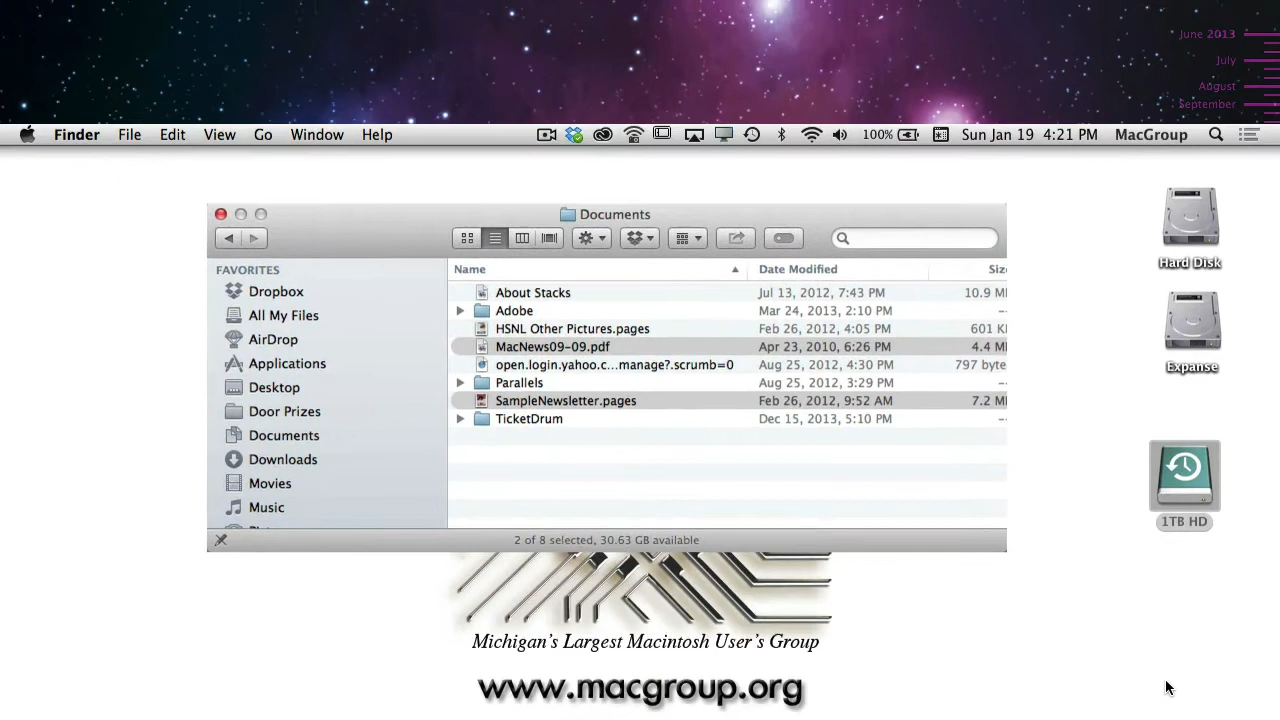 June 2013
July
August
September
Finder File Edit View Go Window Help 100% Sun Jan 19 4:21 PM MacGroup
Documents
FAVORITES
Dropbox
All My Files
AirDrop
Applications
Desktop
Door Prizes
Documents
Downloads
Movies
Music
Name Date Modified Siz
About Stacks Jul 13, 2012, 7:43 PM 10.9 M
Adobe Mar 24, 2013, 2:10 PM --
HSNL Other Pictures.pages Feb 26, 2012, 4:05 PM 601 K
MacNews09-09.pdf Apr 23, 2010, 6:26 PM 4.4 M
open.login.yahoo.c...manage?.scrumb=0 Aug 25, 2012, 4:30 PM 797 byte
Parallels Aug 25, 2012, 3:29 PM --
SampleNewsletter.pages Feb 26, 2012, 9:52 AM 7.2 M
TicketDrum Dec 15, 2013, 5:10 PM --
2 of 8 selected, 30.63 GB available
Hard Disk
Expanse
1TB HD
Michigan's Largest Macintosh User's Group
www.macgroup.org